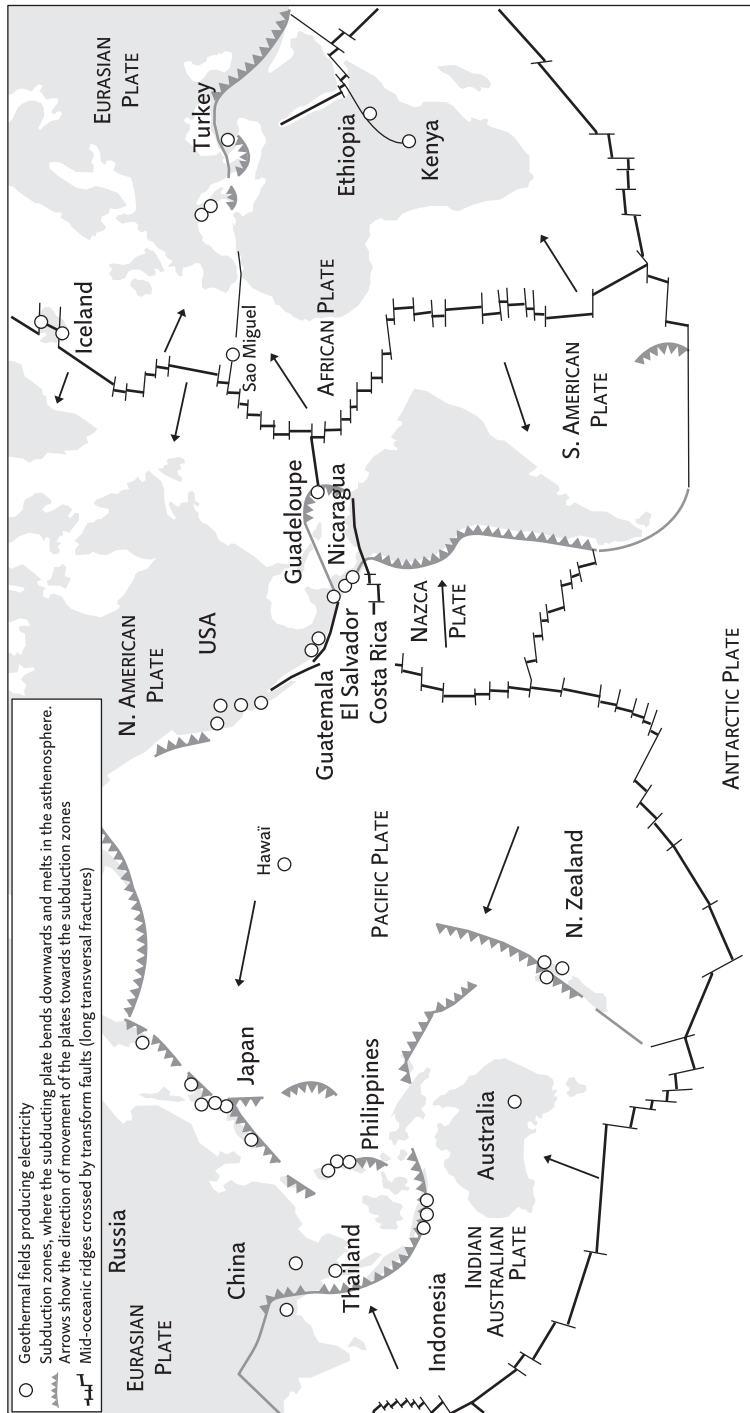 Geothermal fields producing electricity
Subduction zones, where the subducting plate bends downwards and melts in the asthenosphere.
Arrows show the direction of movement of the plates towards the subduction zones
Mid-oceanic ridges crossed by transform faults (long transversal fractures)
EURASIAN
PLATE
Russia
China
Thailand
Indonesia
INDIAN
AUSTRALIAN
PLATE
Australia
Philippines
Japan
N. Zealand
Hawaï
PACIFIC PLATE
ANTARCTIC PLATE
N. AMERICAN
PLATE
USA
Guatemala
El Salvador
Costa Rica
NAZCA
PLATE
Nicaragua
Guadeloupe
S. AMERICAN
PLATE
Iceland
Sao Miguel
AFRICAN PLATE
EURASIAN
PLATE
Turkey
Ethiopia
Kenya